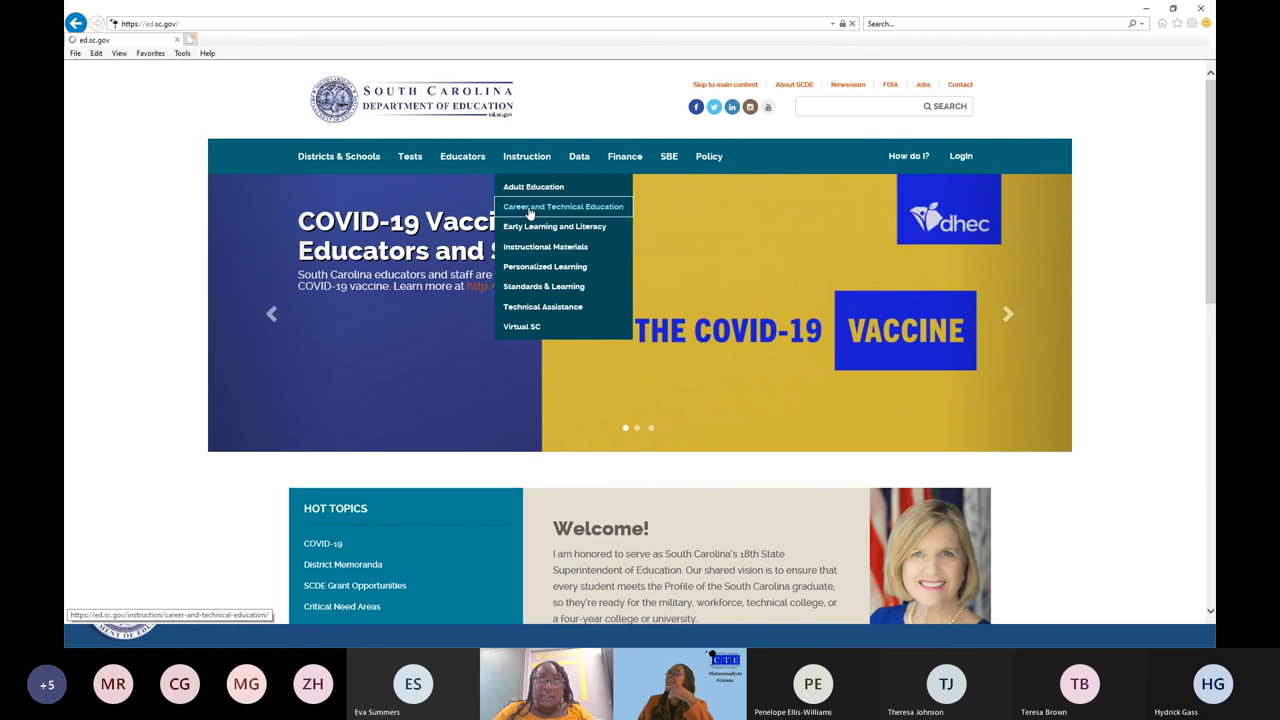 https://ed.sc.gov/
Search...
ed.sc.gov
File Edit View Favorites Tools Help
SOUTH CAROLINA
DEPARTMENT OF EDUCATION
ed.sc.gov
Skip to main content About SCDE Newsroom FOIA Jobs Contact
SEARCH
Districts & Schools Tests Educators Instruction Data Finance SBE Policy How do I? LogIn
Adult Education
Career and Technical Education
Early Learning and Literacy
Instructional Materials
Personalized Learning
Standards & Learning
Technical Assistance
Virtual SC
COVID-19 Vacci
Educators and S
South Carolina educators and staff are
COVID-19 vaccine. Learn more at http:/
dhec
THE COVID-19 VACCINE
HOT TOPICS
COVID-19
District Memoranda
SCDE Grant Opportunities
Critical Need Areas
Welcome!
I am honored to serve as South Carolina's 18th State
Superintendent of Education. Our shared vision is to ensure that
every student meets the Profile of the South Carolina graduate,
so they're ready for the military, workforce, technical college, or
a four-year college or university.
https://ed.sc.gov/instruction/career-and-technical-education/
+5 MR CG MG ZH ES PE TJ TB HG
CTE
Eva Summers Penelope Ellis-Williams Theresa Johnson Teresa Brown Hydrick Gass